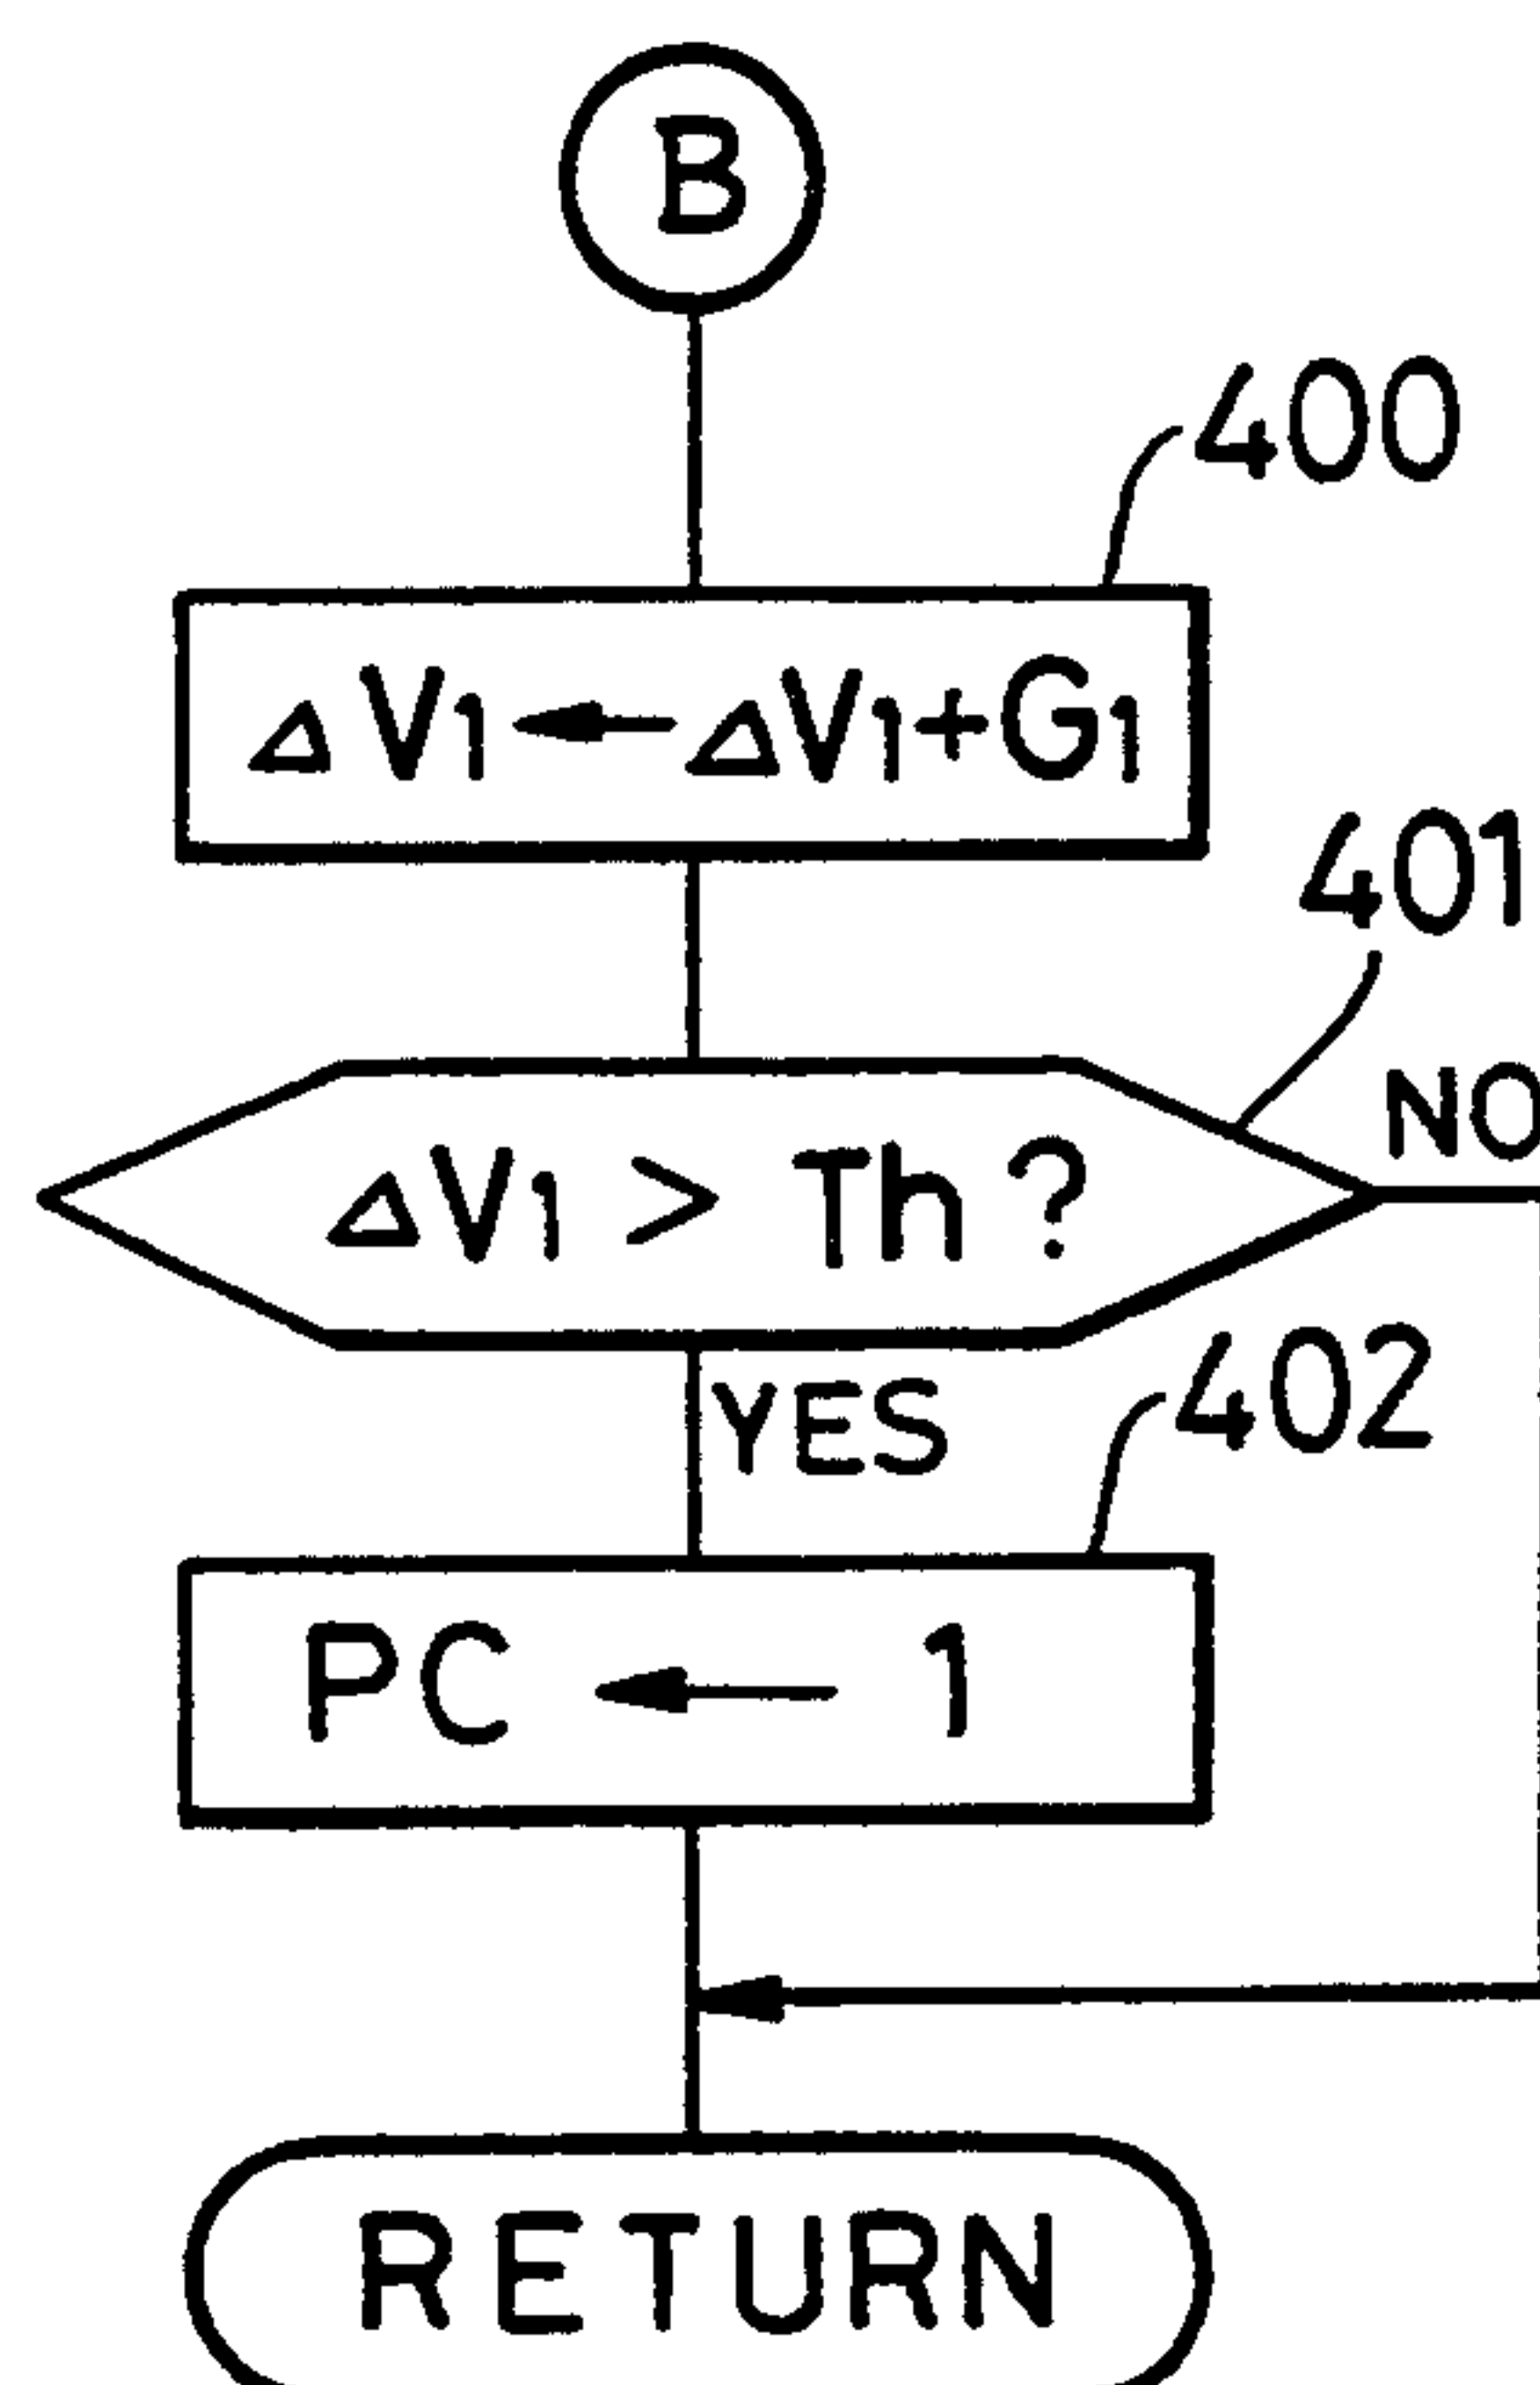 B
400
ΔV1←ΔV1+G1
401
NO
ΔV1 > Th ?
YES
402
PC ← 1
RETURN